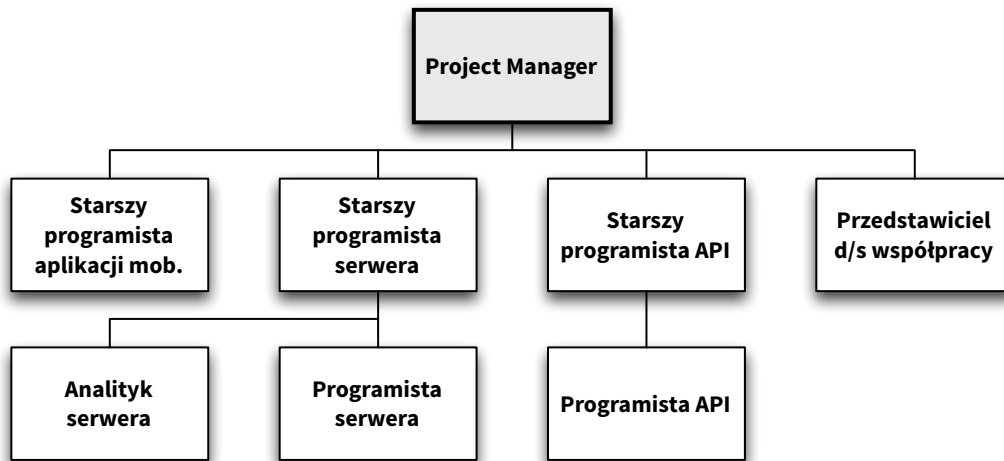 Project Manager
Starszy
programista
aplikacji mob.
Starszy
programista
serwera
Starszy
programista API
Przedstawiciel
d/s współpracy
Analityk
serwera
Programista
serwera
Programista API